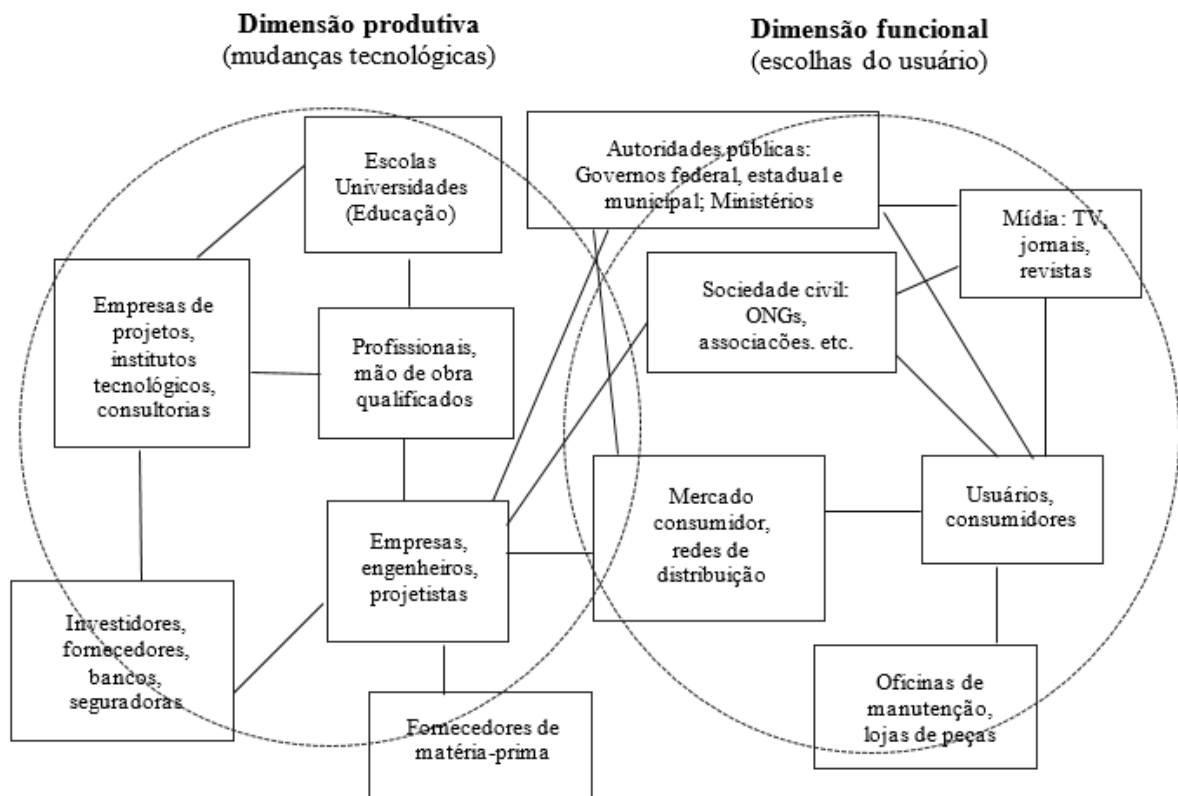 Dimensão produtiva
(mudanças tecnológicas)
Dimensão funcional
(escolhas do usuário)
Escolas
Universidades
(Educação)
Autoridades públicas:
Governos federal, estadual e
municipal; Ministérios
Mídia: TV,
jornais,
revistas
Empresas de
projetos,
institutos
tecnológicos,
consultorias
Profissionais,
mão de obra
qualificados
Sociedade civil:
ONGs,
associacões. etc.
Empresas,
engenheiros,
projetistas
Mercado
consumidor,
redes de
distribuição
Usuários,
consumidores
Investidores,
fornecedores,
bancos,
seguradoras
Fornecedores de
matéria-prima
Oficinas de
manutenção,
lojas de peças